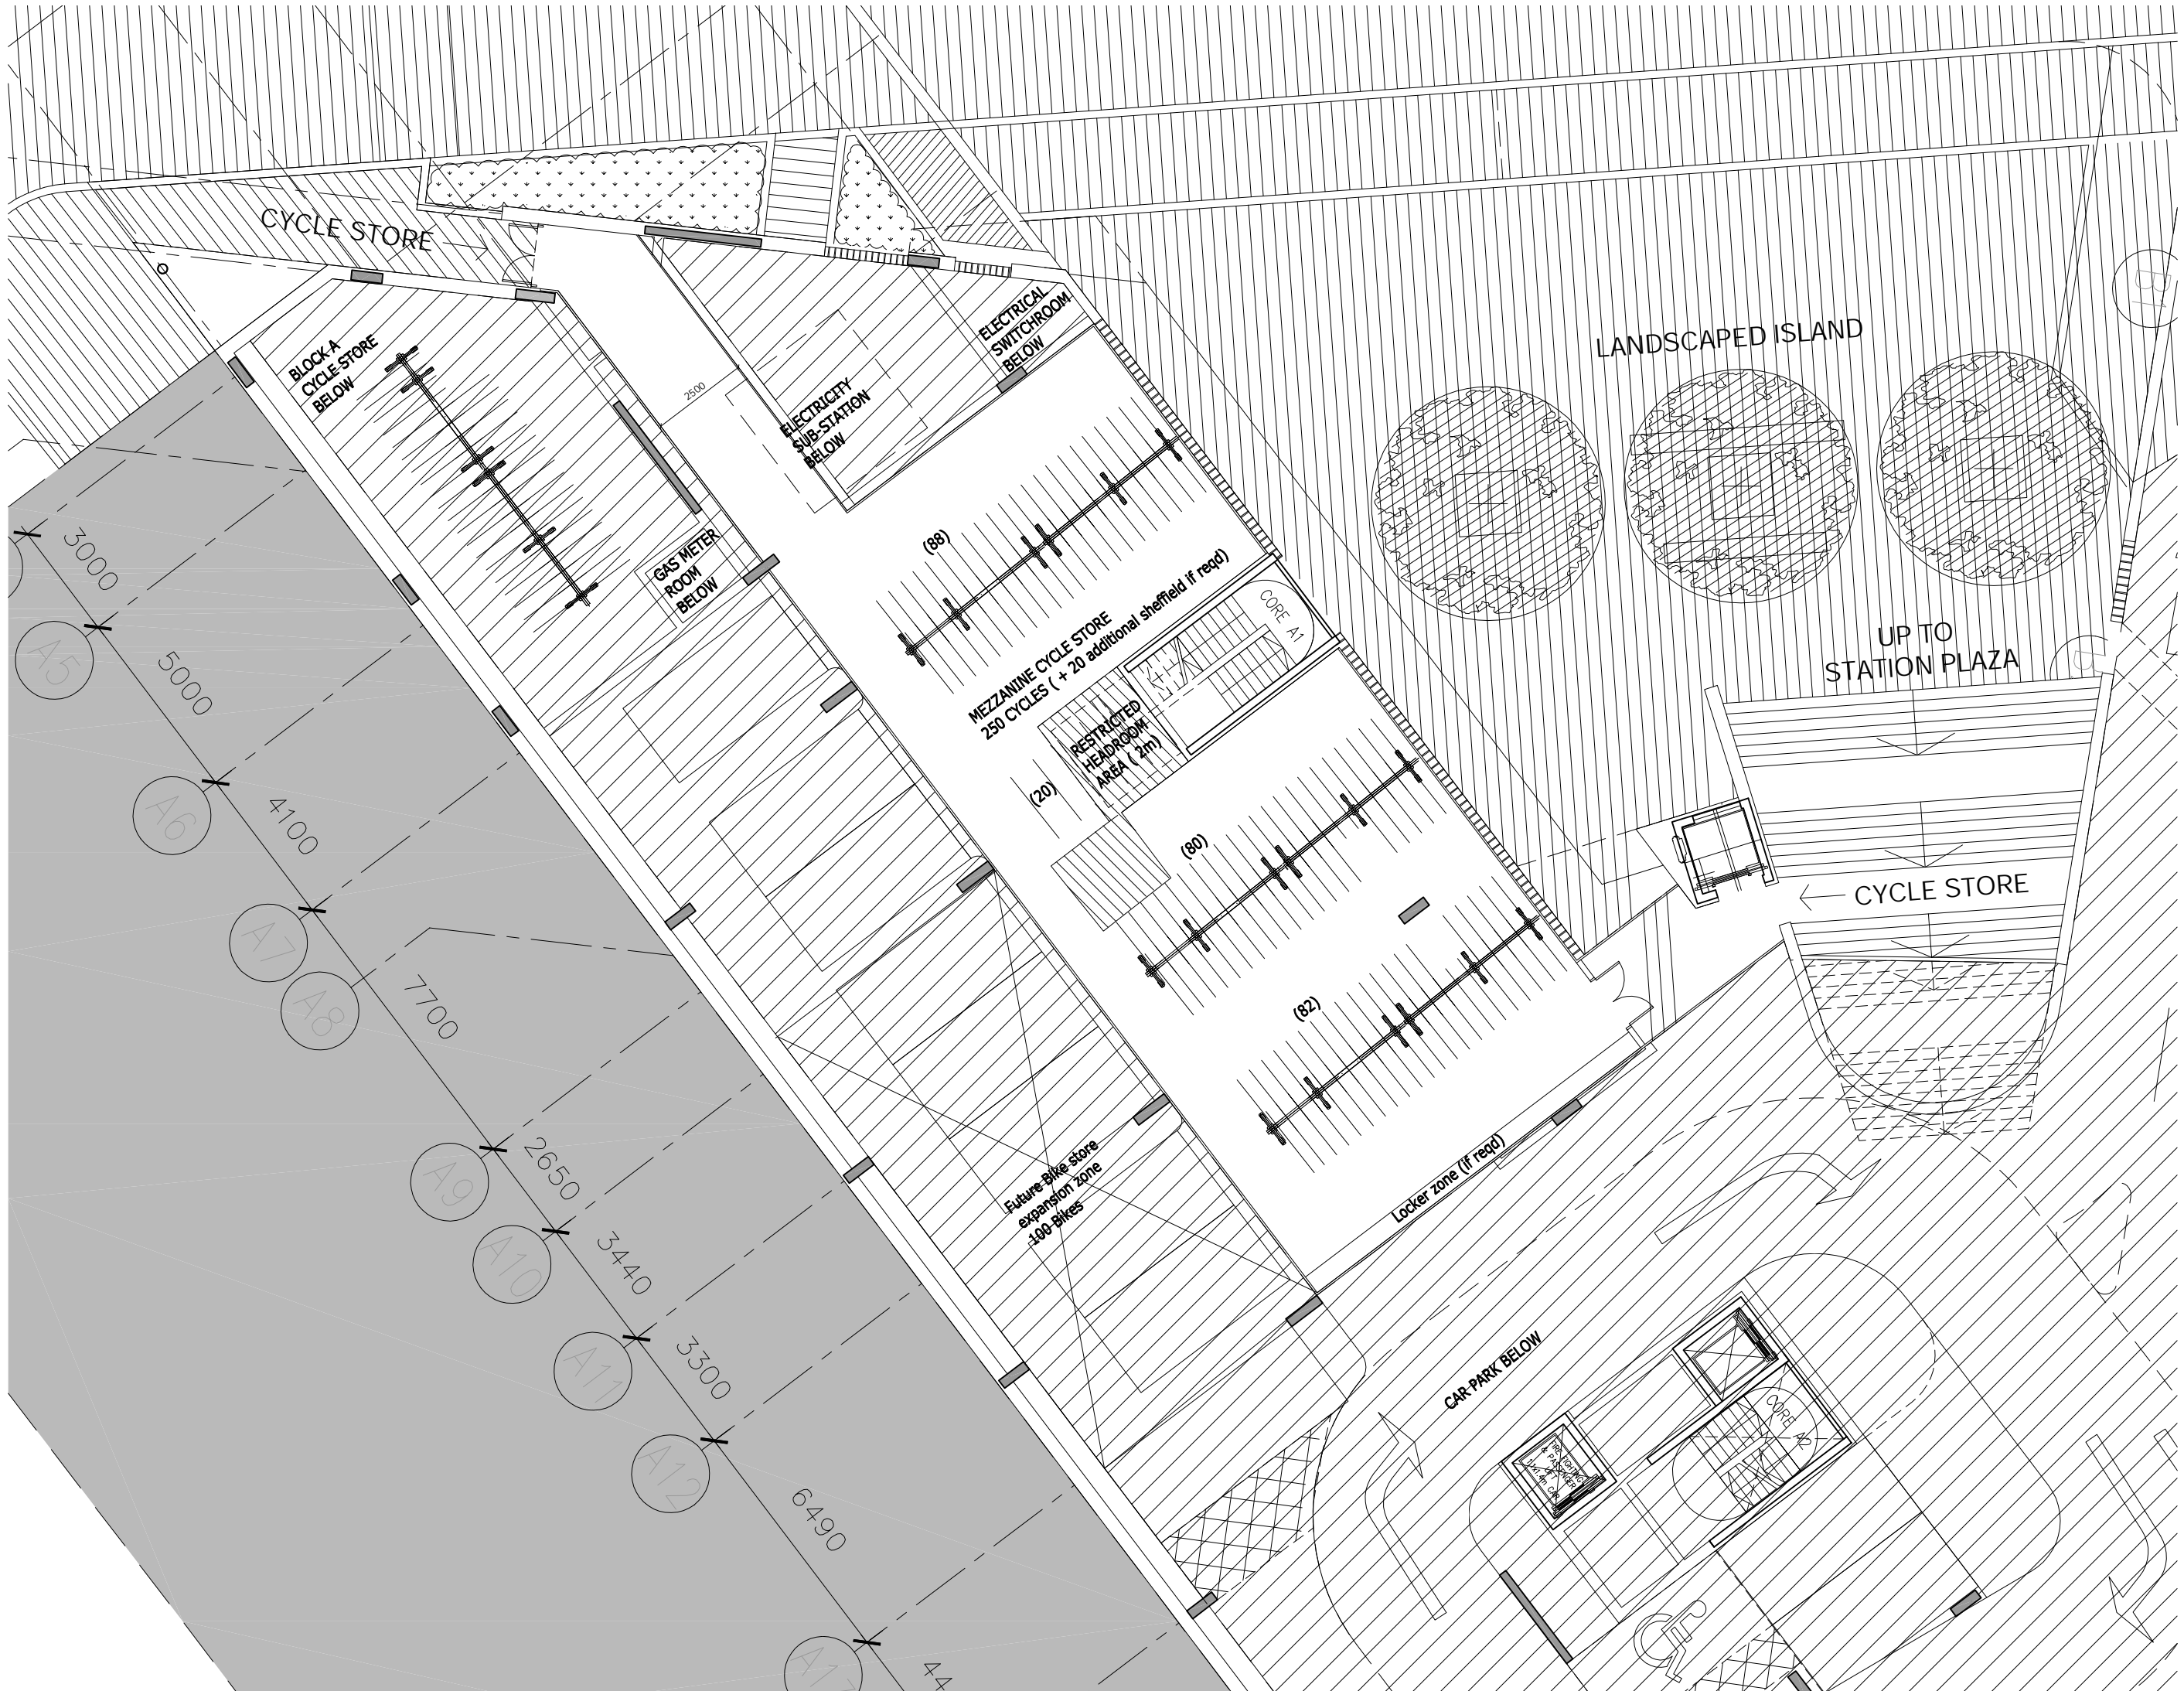 CYCLE STORE
BLOCK A
CYCLE STORE
BELOW
2500
ELECTRICAL
SWITCHROOM
BELOW
ELECTRICITY
SUB-STATION
BELOW
GAS METER
ROOM
BELOW
(88)
MEZZANINE CYCLE STORE
250 CYCLES ( + 20 additional sheffield if reqd)
CORE A1
RESTRICTED
HEADROOM
AREA ( 2m)
(20)
(80)
(82)
LANDSCAPED ISLAND
UP TO
STATION PLAZA
CYCLE STORE
Locker zone (if reqd)
Future Bike store
expansion zone
100 Bikes
CAR PARK BELOW
CORE A2
3000
A5
5000
A6
4100
A7
A8
7700
A9
2650
A10
3440
A11
3300
A12
6490
44